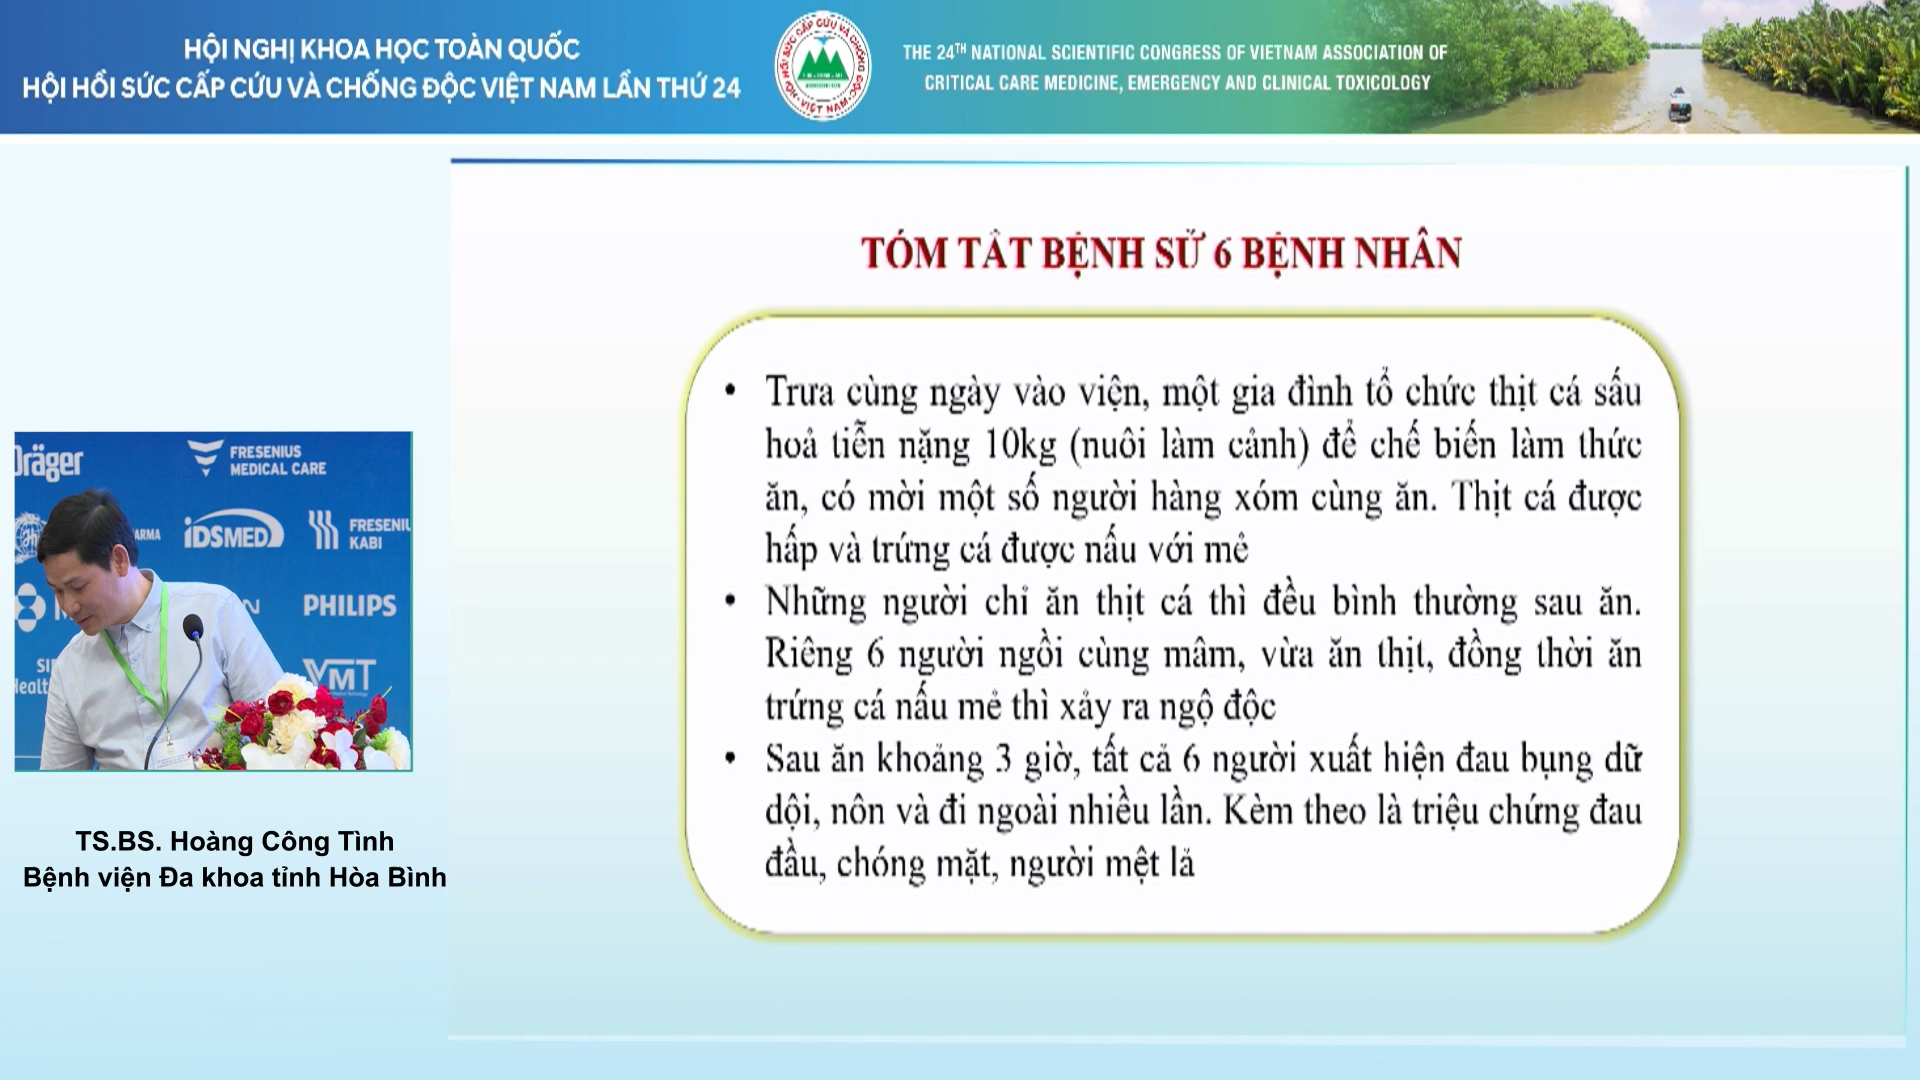 HỘI NGHỊ KHOA HỌC TOÀN QUỐC
HỘI HỒI SỨC CẤP CỨU VÀ CHỐNG ĐỘC VIỆT NAM LẦN THỨ 24
THE 24TH NATIONAL SCIENTIFIC CONGRESS OF VIETNAM ASSOCIATION OF
CRITICAL CARE MEDICINE, EMERGENCY AND CLINICAL TOXICOLOGY
TÓM TẮT BỆNH SỬ 6 BỆNH NHÂN
• Trưa cùng ngày vào viện, một gia đình tổ chức thịt cá sấu
hoả tiễn nặng 10kg (nuôi làm cảnh) để chế biến làm thức
ăn, có mời một số người hàng xóm cùng ăn. Thịt cá được
hấp và trứng cá được nấu với mẻ
• Những người chỉ ăn thịt cá thì đều bình thường sau ăn.
Riêng 6 người ngồi cùng mâm, vừa ăn thịt, đồng thời ăn
trứng cá nấu mẻ thì xảy ra ngộ độc
• Sau ăn khoảng 3 giờ, tất cả 6 người xuất hiện đau bụng dữ
dội, nôn và đi ngoài nhiều lần. Kèm theo là triệu chứng đau
đầu, chóng mặt, người mệt lả
Dräger
FRESENIUS
MEDICAL CARE
iDSMED
FRESENIU
KABI
PHILIPS
VMT
TS.BS. Hoàng Công Tình
Bệnh viện Đa khoa tỉnh Hòa Bình